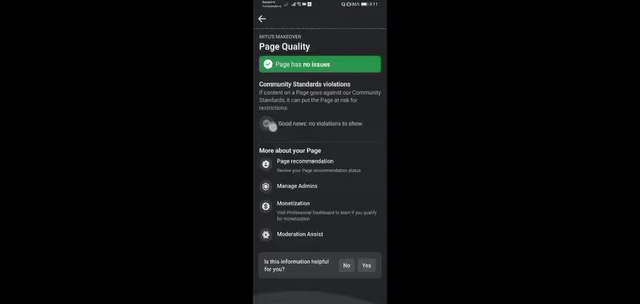 3:11
MITU'S MAKEOVER
Page Quality
Page has no issues
Community Standards violations
If content on a Page goes against our Community
Standards, it can put the Page at risk for
restrictions.
Good news: no violations to show
More about your Page
Page recommendation
Review your Page recommendation status
Manage Admins
Monetization
Visit Professional Dashboard to learn if you qualify
for monetization
Moderation Assist
Is this information helpful
for you?
No
Yes